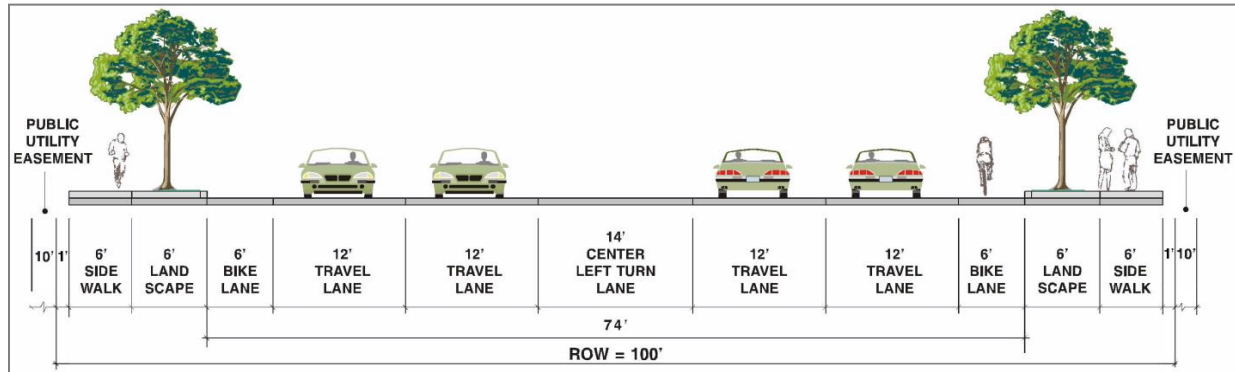 PUBLIC
UTILITY
EASEMENT
PUBLIC
UTILITY
EASEMENT
10'
1'
6'
SIDE
WALK
6'
LAND
SCAPE
6'
BIKE
LANE
12'
TRAVEL
LANE
12'
TRAVEL
LANE
14'
CENTER
LEFT TURN
LANE
12'
TRAVEL
LANE
12'
TRAVEL
LANE
6'
BIKE
LANE
6'
LAND
SCAPE
6'
SIDE
WALK
1'
10'
74'
ROW = 100'